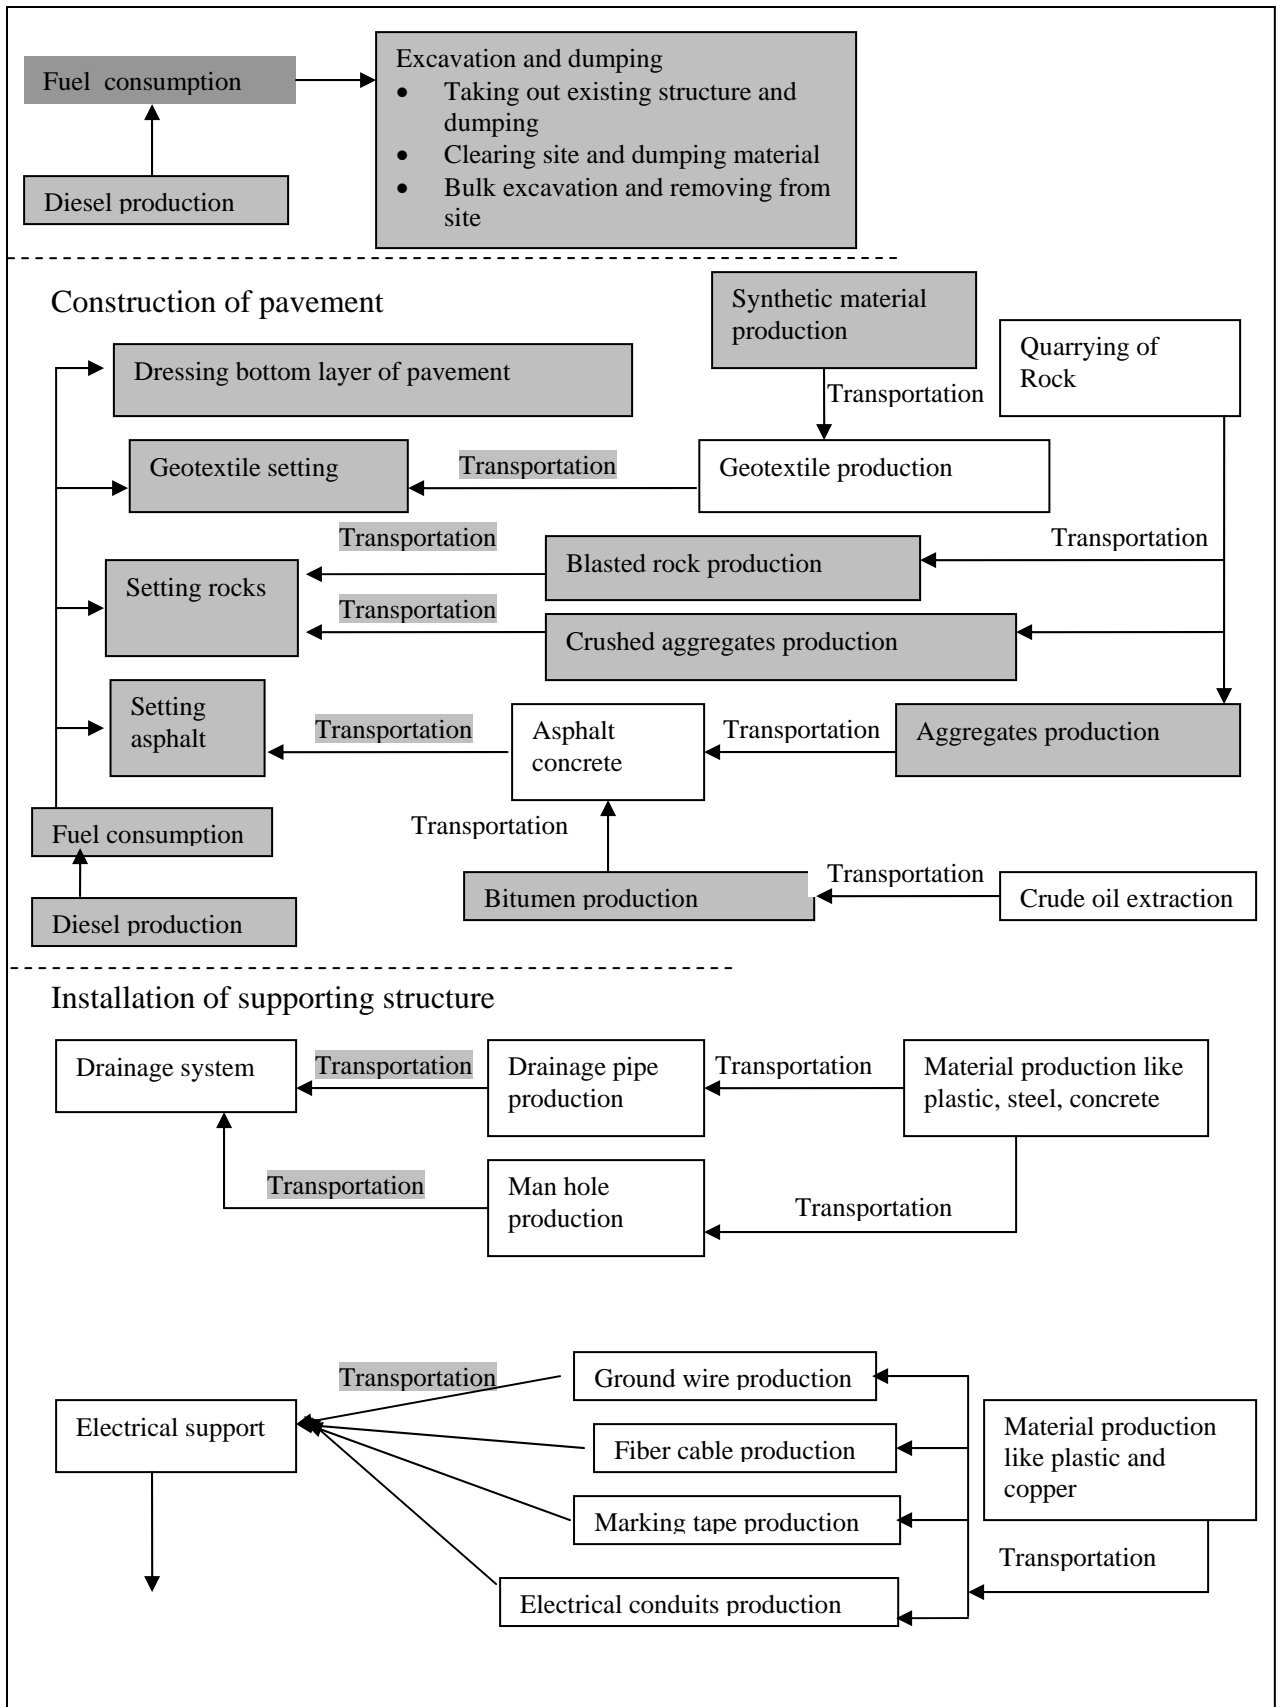 Fuel  consumption
Diesel production
Excavation and dumping
• Taking out existing structure and
dumping
• Clearing site and dumping material
• Bulk excavation and removing from
site
Construction of pavement
Synthetic material
production
Quarrying of
Rock
Dressing bottom layer of pavement
Transportation
Geotextile setting
Transportation
Geotextile production
Transportation
Transportation
Blasted rock production
Setting rocks
Transportation
Crushed aggregates production
Setting
asphalt
Transportation
Asphalt
concrete
Transportation
Aggregates production
Fuel consumption
Transportation
Diesel production
Bitumen production
Transportation
Crude oil extraction
Installation of supporting structure
Drainage system
Transportation
Drainage pipe
production
Transportation
Material production like
plastic, steel, concrete
Transportation
Man hole
production
Transportation
Transportation
Ground wire production
Electrical support
Fiber cable production
Material production
like plastic and
copper
Marking tape production
Transportation
Electrical conduits production